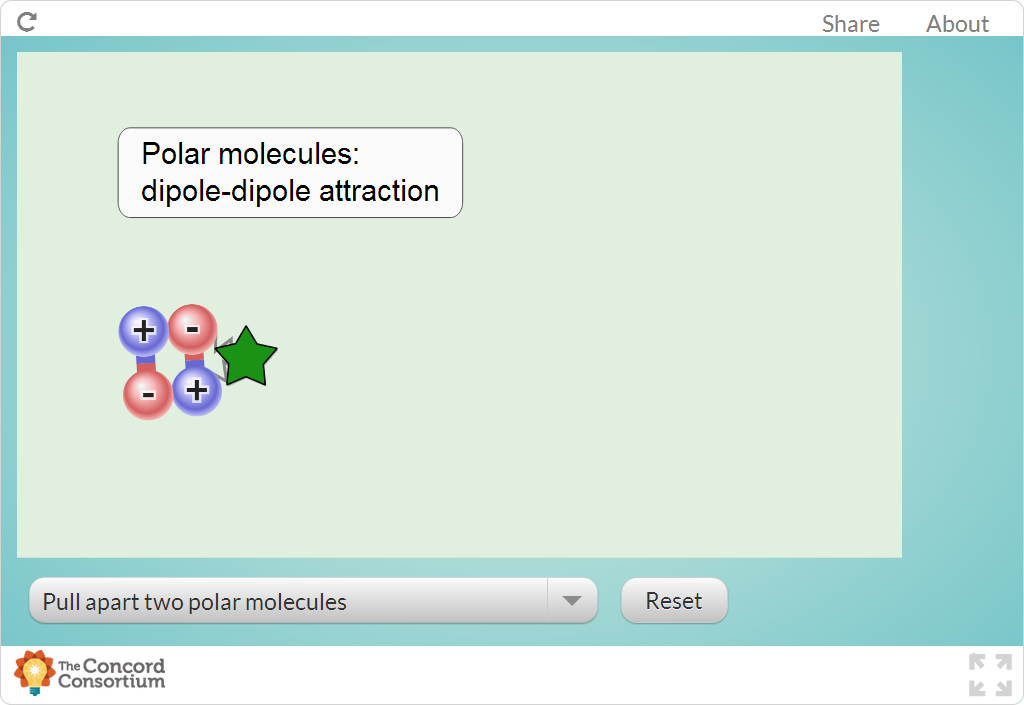 Share About
Polar molecules:
dipole-dipole attraction
+ -
- +
Pull apart two polar molecules
Reset
The Concord
Consortium